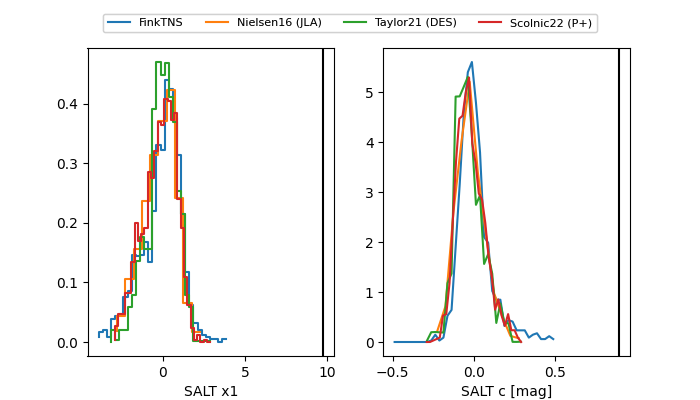 FinkTNS Nielsen16 (JLA) Taylor21 (DES) Scolnic22 (P+)
0.4
0.3
0.2
0.1
0.0
0 5 10
SALT x1
5
4
3
2
1
0
−0.5 0.0 0.5
SALT c [mag]